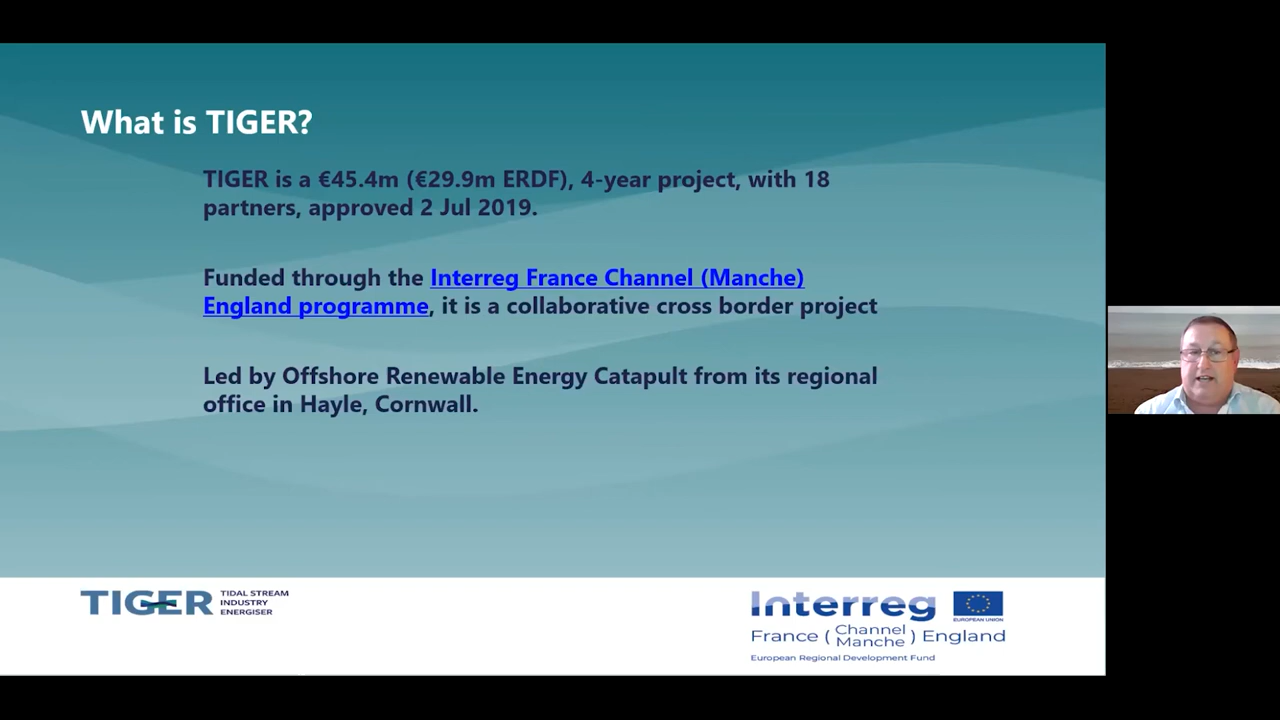 What is TIGER?
TIGER is a €45.4m (€29.9m ERDF), 4-year project, with 18
partners, approved 2 Jul 2019.
Funded through the Interreg France Channel (Manche)
England programme, it is a collaborative cross border project
Led by Offshore Renewable Energy Catapult from its regional
office in Hayle, Cornwall.
TIGER
TIDAL STREAM
INDUSTRY
ENERGISER
Interreg
EUROPEAN UNION
France (Channel Manche) England
European Regional Development Fund